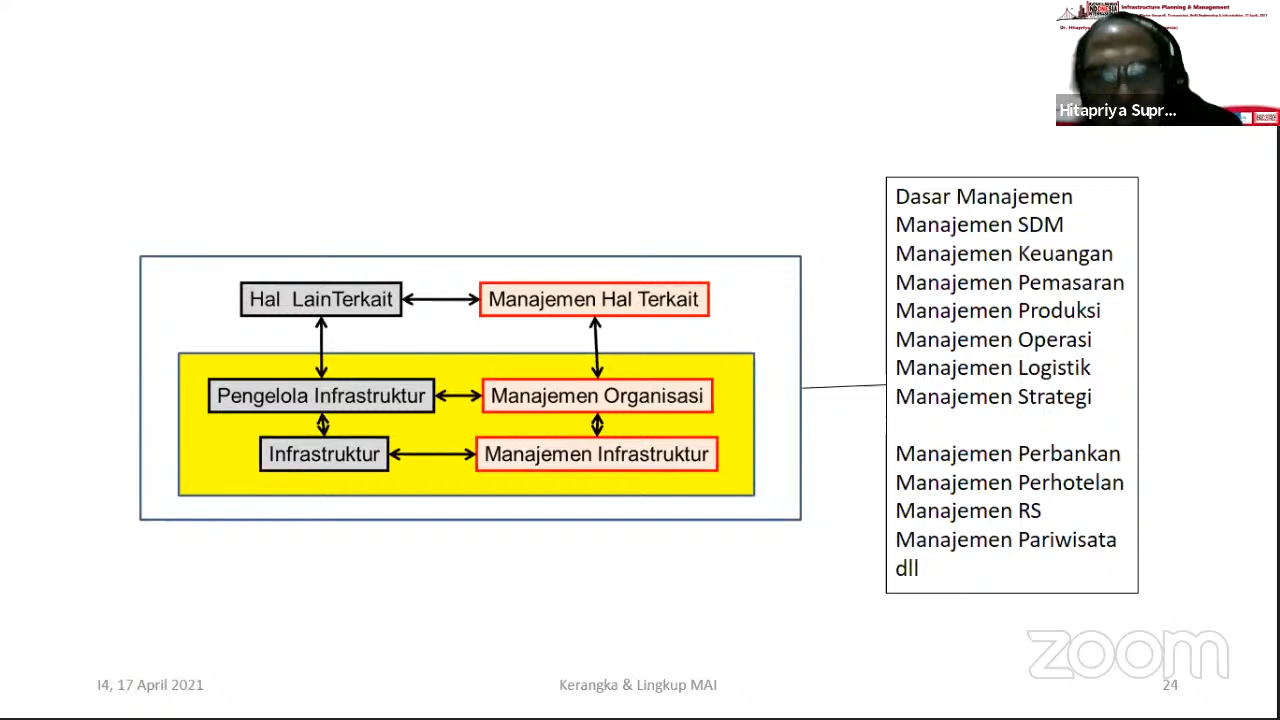 Infrastructure Planning & Management
Hitapriya Supr...
Dasar Manajemen
Manajemen SDM
Manajemen Keuangan
Manajemen Pemasaran
Manajemen Produksi
Manajemen Operasi
Manajemen Logistik
Manajemen Strategi
Manajemen Perbankan
Manajemen Perhotelan
Manajemen RS
Manajemen Pariwisata
dll
Hal LainTerkait
Manajemen Hal Terkait
Pengelola Infrastruktur
Manajemen Organisasi
Infrastruktur
Manajemen Infrastruktur
zoom
I4, 17 April 2021
Kerangka & Lingkup MAI
24